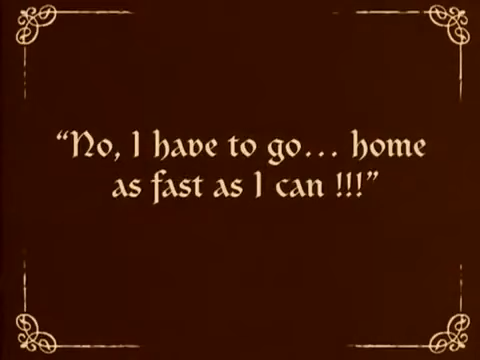 “No, I have to go... home
as fast as I can !!!”